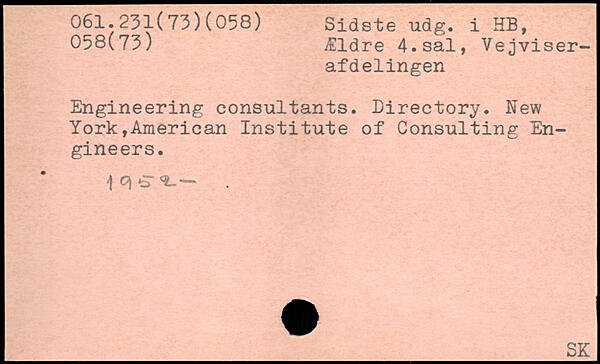 061.231(73)(058)
058(73)
Sidste udg. i HB,
Ældre 4.sal, Vejviser-
afdelingen
Engineering consultants. Directory. New
York,American Institute of Consulting En-
gineers.
1952-
SK